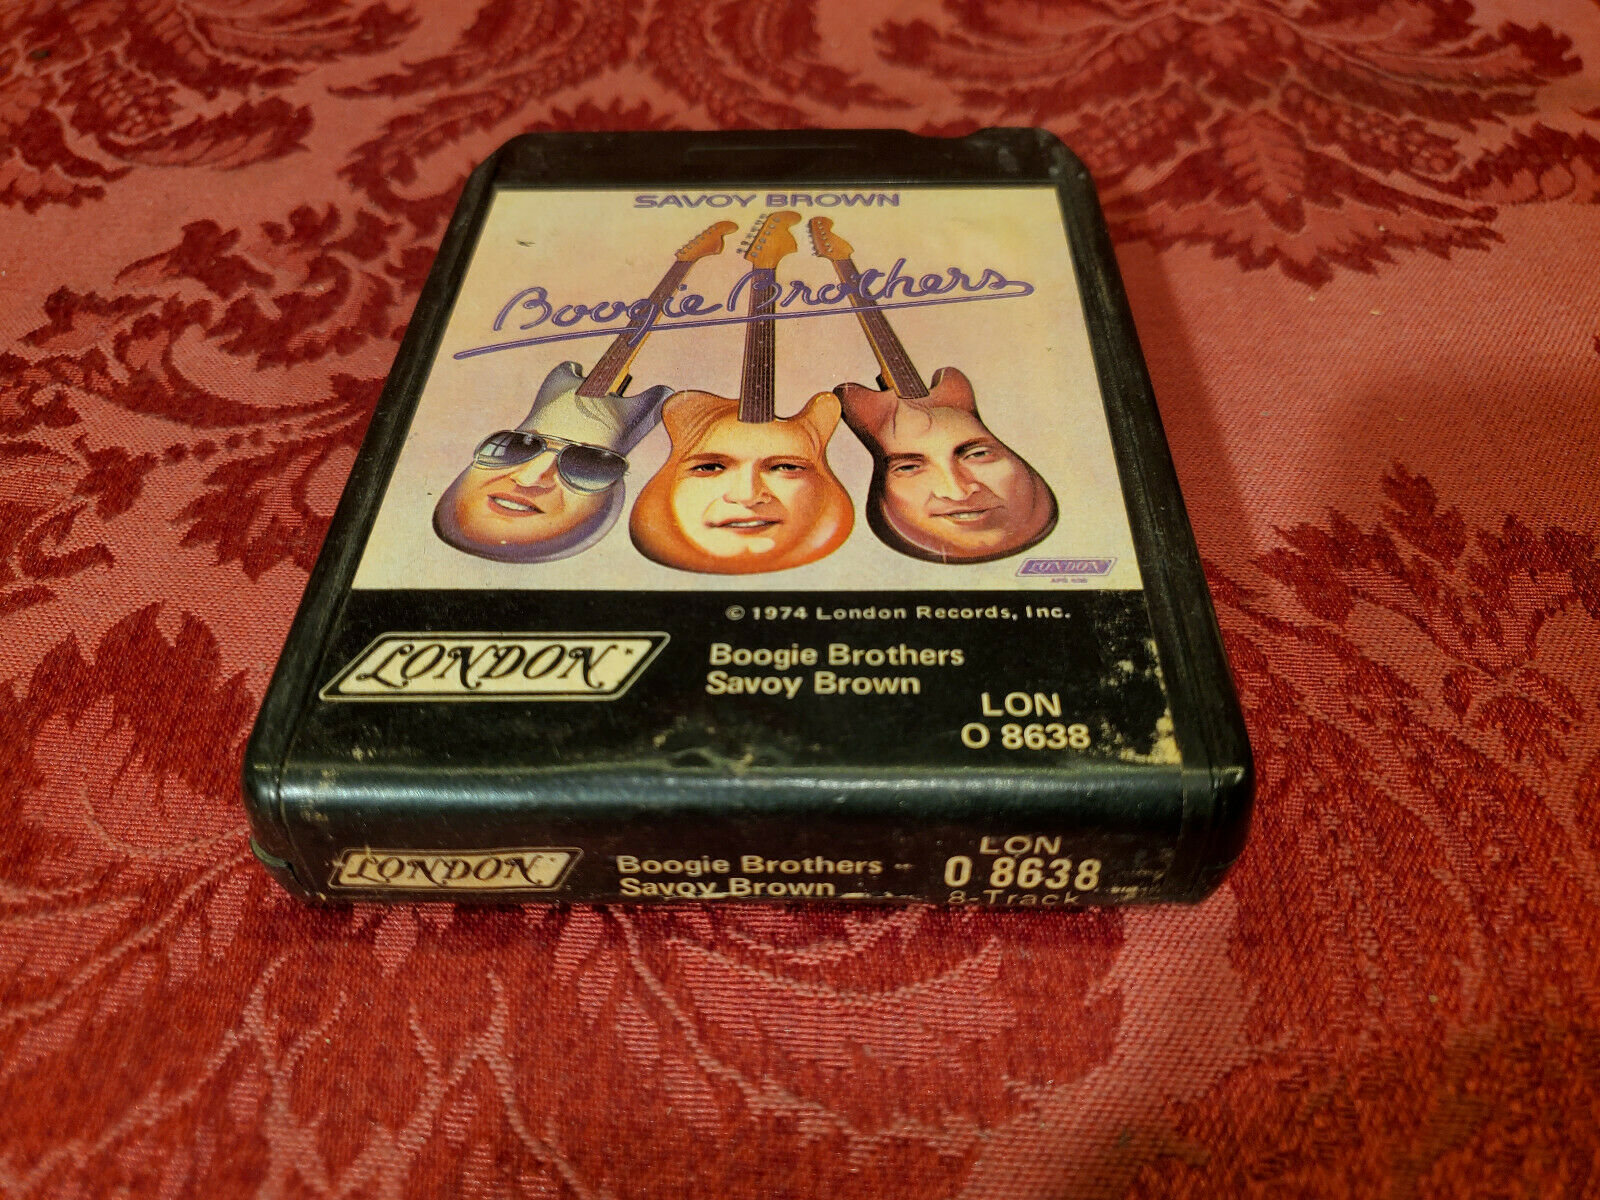 SAVOY BROWN
Boogie Brothers
LONDON
© 1974 London Records, Inc.
LONDON
Boogie Brothers
Savoy Brown
LON
O 8638
LONDON
Boogie Brothers --
Savoy Brown
LON
0 8638
8-Track